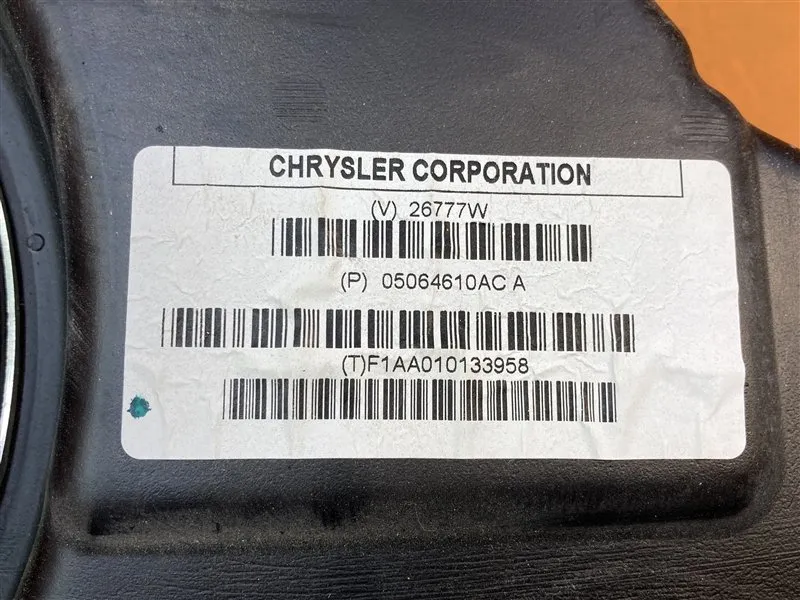 CHRYSLER CORPORATION
(V) 26777W
(P) 05064610AC A
(T)F1AA010133958